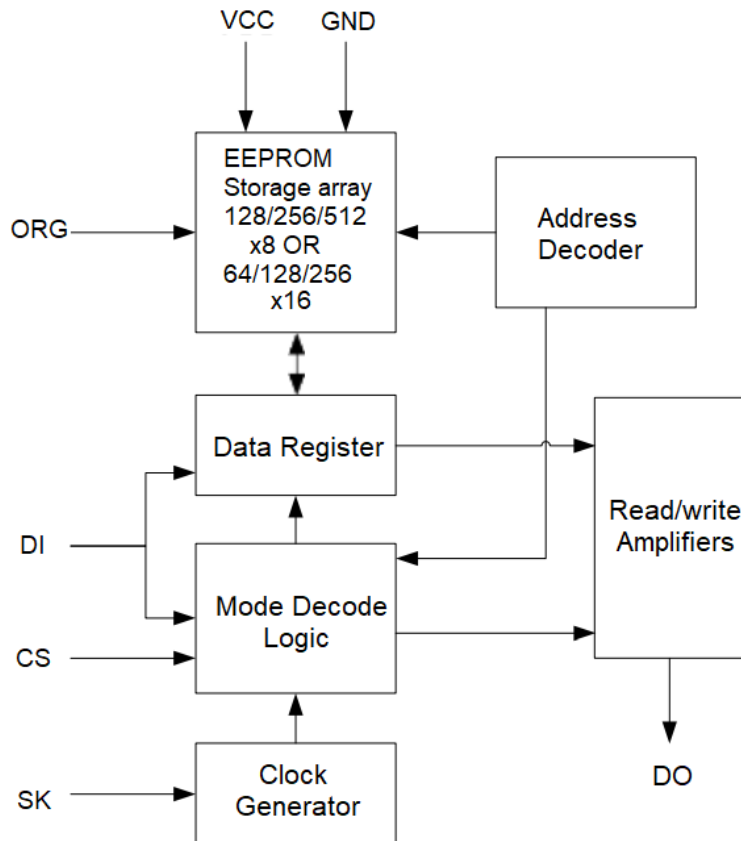 VCC
GND
EEPROM
Storage array
128/256/512
x8 OR
64/128/256
x16
ORG
Address
Decoder
Data Register
Read/write
Amplifiers
DI
Mode Decode
Logic
CS
DO
Clock
Generator
SK